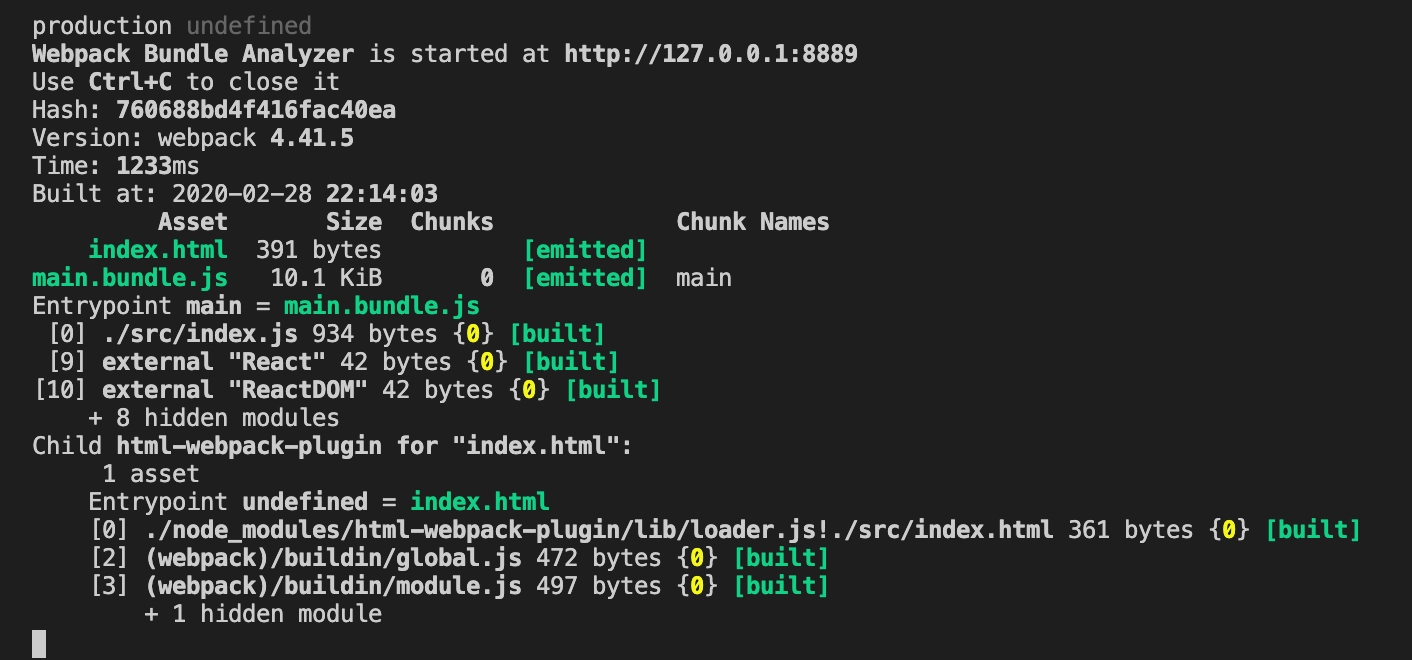 production undefined
Webpack Bundle Analyzer is started at http://127.0.0.1:8889
Use Ctrl+C to close it
Hash: 760688bd4f416fac40ea
Version: webpack 4.41.5
Time: 1233ms
Built at: 2020-02-28 22:14:03
Asset Size Chunks Chunk Names
index.html 391 bytes [emitted]
main.bundle.js 10.1 KiB 0 [emitted] main
Entrypoint main = main.bundle.js
[0] ./src/index.js 934 bytes {0} [built]
[9] external "React" 42 bytes {0} [built]
[10] external "ReactDOM" 42 bytes {0} [built]
+ 8 hidden modules
Child html-webpack-plugin for "index.html":
1 asset
Entrypoint undefined = index.html
[0] ./node_modules/html-webpack-plugin/lib/loader.js!./src/index.html 361 bytes {0} [built]
[2] (webpack)/buildin/global.js 472 bytes {0} [built]
[3] (webpack)/buildin/module.js 497 bytes {0} [built]
+ 1 hidden module